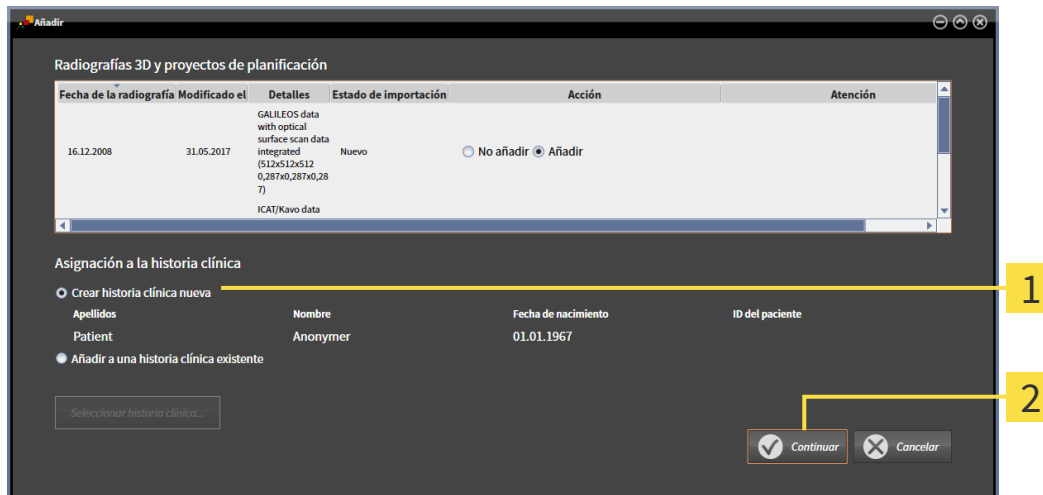 Añadir
Radiografías 3D y proyectos de planificación
Fecha de la radiografía Modificado el Detalles Estado de importación Acción Atención
16.12.2008 31.05.2017 GALILEOS data with optical surface scan data integrated (512x512x512 0,287x0,287x0,28 7) Nuevo No añadir Añadir
ICAT/Kavo data
Asignación a la historia clínica
Crear historia clínica nueva
1
Apellidos Nombre Fecha de nacimiento ID del paciente
Patient Anonymer 01.01.1967
Añadir a una historia clínica existente
Seleccionar historia clínica...
2
Continuar Cancelar